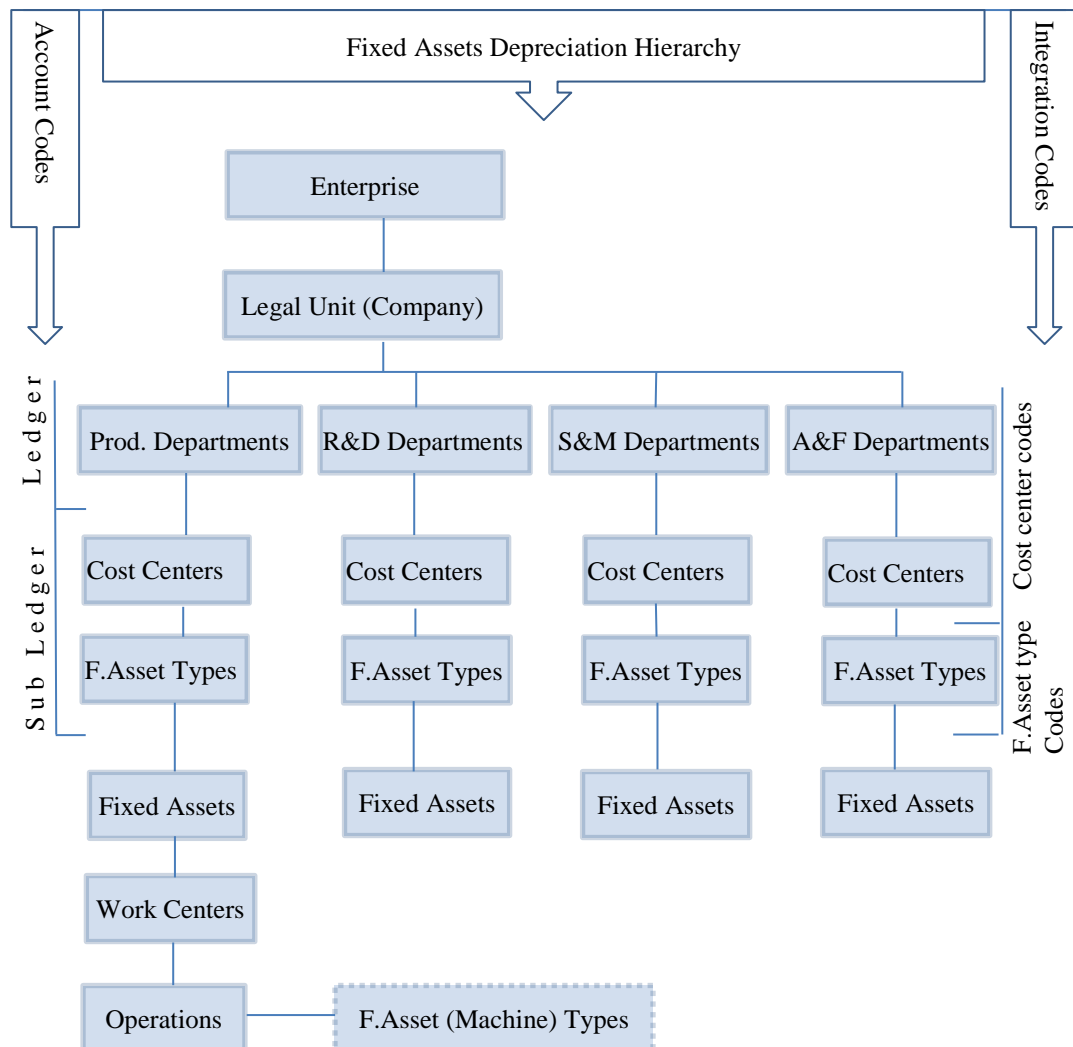 Account Codes
Fixed Assets Depreciation Hierarchy
Integration Codes
Enterprise
Legal Unit (Company)
Ledger
Prod. Departments
R&D Departments
S&M Departments
A&F Departments
Cost center codes
Sub Ledger
Cost Centers
Cost Centers
Cost Centers
Cost Centers
F.Asset Types
F.Asset Types
F.Asset Types
F.Asset Types
F.Asset type
Codes
Fixed Assets
Fixed Assets
Fixed Assets
Fixed Assets
Work Centers
Operations
F.Asset (Machine) Types